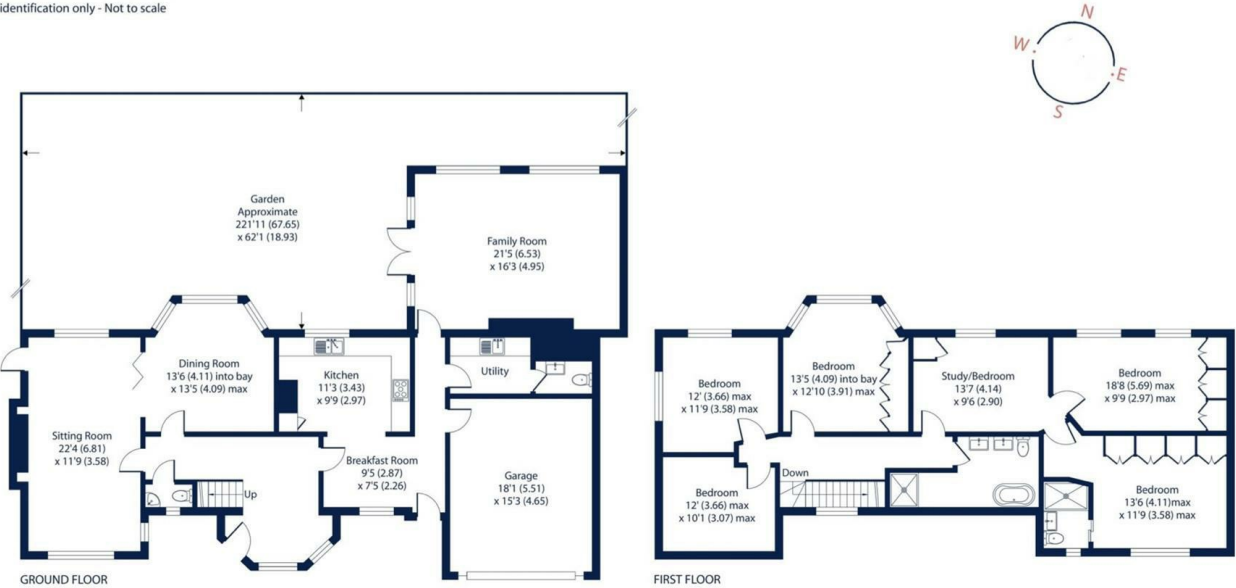 identification only - Not to scale
N
W
E
S
Garden
Approximate
221'11 (67.65)
x 62'1 (18.93)
Family Room
21'5 (6.53)
x 16'3 (4.95)
Dining Room
13'6 (4.11) into bay
x 13'5 (4.09) max
Kitchen
11'3 (3.43)
x 9'9 (2.97)
Utility
Sitting Room
22'4 (6.81)
x 11'9 (3.58)
Breakfast Room
9'5 (2.87)
x 7'5 (2.26)
Garage
18'1 (5.51)
x 15'3 (4.65)
Up
GROUND FLOOR
Bedroom
12' (3.66) max
x 11'9 (3.58) max
Bedroom
13'5 (4.09) into bay
x 12'10 (3.91) max
Study/Bedroom
13'7 (4.14)
x 9'6 (2.90)
Bedroom
18'8 (5.69) max
x 9'9 (2.97) max
Down
Bedroom
12' (3.66) max
x 10'1 (3.07) max
Bedroom
13'6 (4.11)max
x 11'9 (3.58) max
FIRST FLOOR